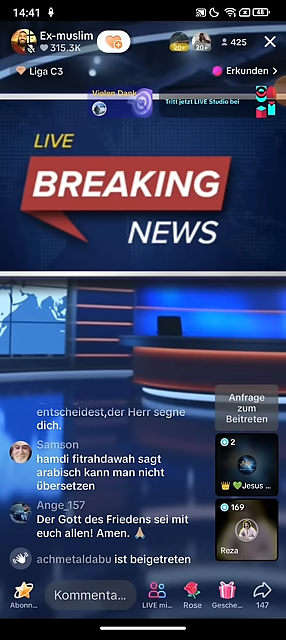 14:41
48
Ex-muslim
315.3K
20+
20+
425
Liga C3
Erkunden
Vielen Dank
Tritt jetzt LIVE Studio bei
LIVE
BREAKING
NEWS
Anfrage
zum
Beitreten
entscheidest,der Herr segne
dich.
Samson
hamdi fitrahdawah sagt
arabisch kann man nicht
übersetzen
2
👑 💚Jesus ...
Ange_157
Der Gott des Friedens sei mit
euch allen! Amen. 🙏
169
Reza
achmetaldabu ist beigetreten
Kommenta...
Abonn...
LIVE mi...
Rose
Gesche...
147